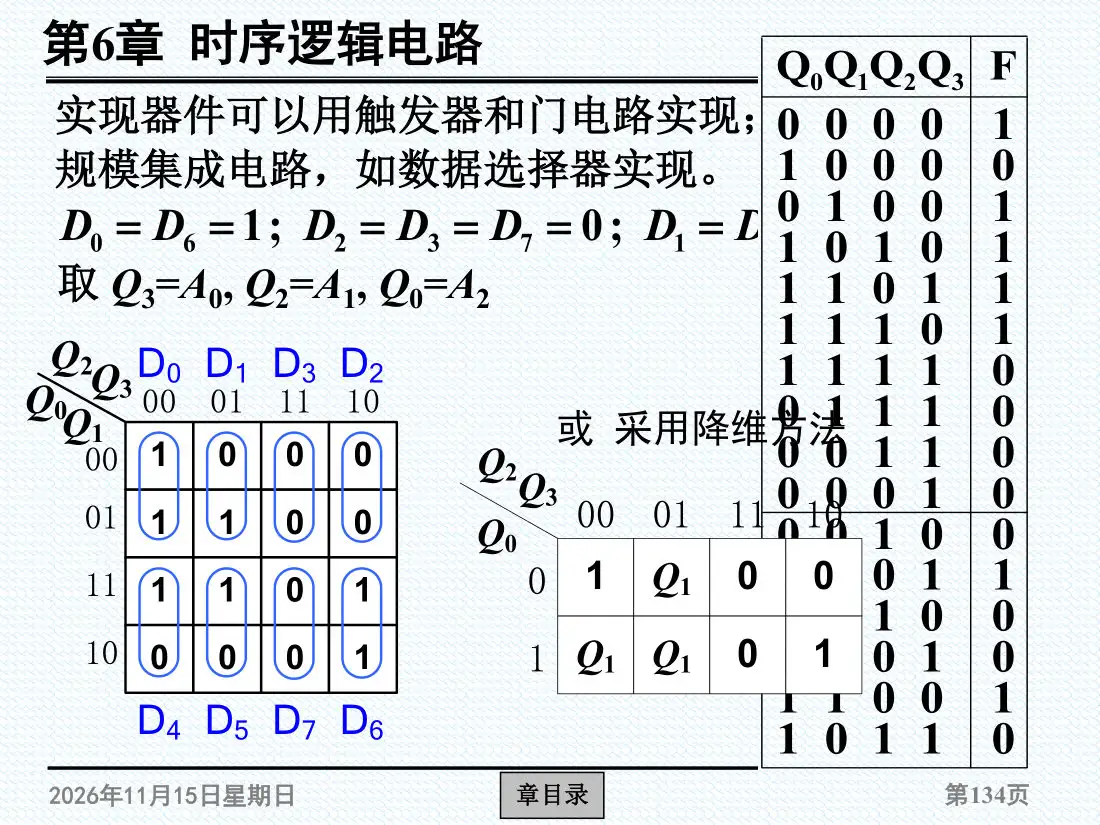 第6章 时序逻辑电路
实现器件可以用触发器和门电路实现；
规模集成电路，如数据选择器实现。
D0 = D6 = 1； D2 = D3 = D7 = 0； D1 = D
取 Q3=A0, Q2=A1, Q0=A2
Q2Q3
Q0Q1
D0 D1 D3 D2
00 01 11 10
00 1 0 0 0
01 1 1 0 0
11 1 1 0 1
10 0 0 0 1
D4 D5 D7 D6
或 采用降维方法
Q2Q3
Q0
00 01 11 10
0 1 Q1 0 0
1 Q1 Q1 0 1
Q0Q1Q2Q3 F
0 0 0 0 1
1 0 0 0 0
0 1 0 0 1
1 0 1 0 1
1 1 0 1 1
1 1 1 0 1
1 1 1 1 0
0 1 1 1 0
0 0 1 1 0
0 0 0 1 0
0 0 1 0 0
0 1 1
1 0 0
0 1 0
1 1 0 0 1
1 0 1 1 0
2026年11月15日星期日
章目录
第134页